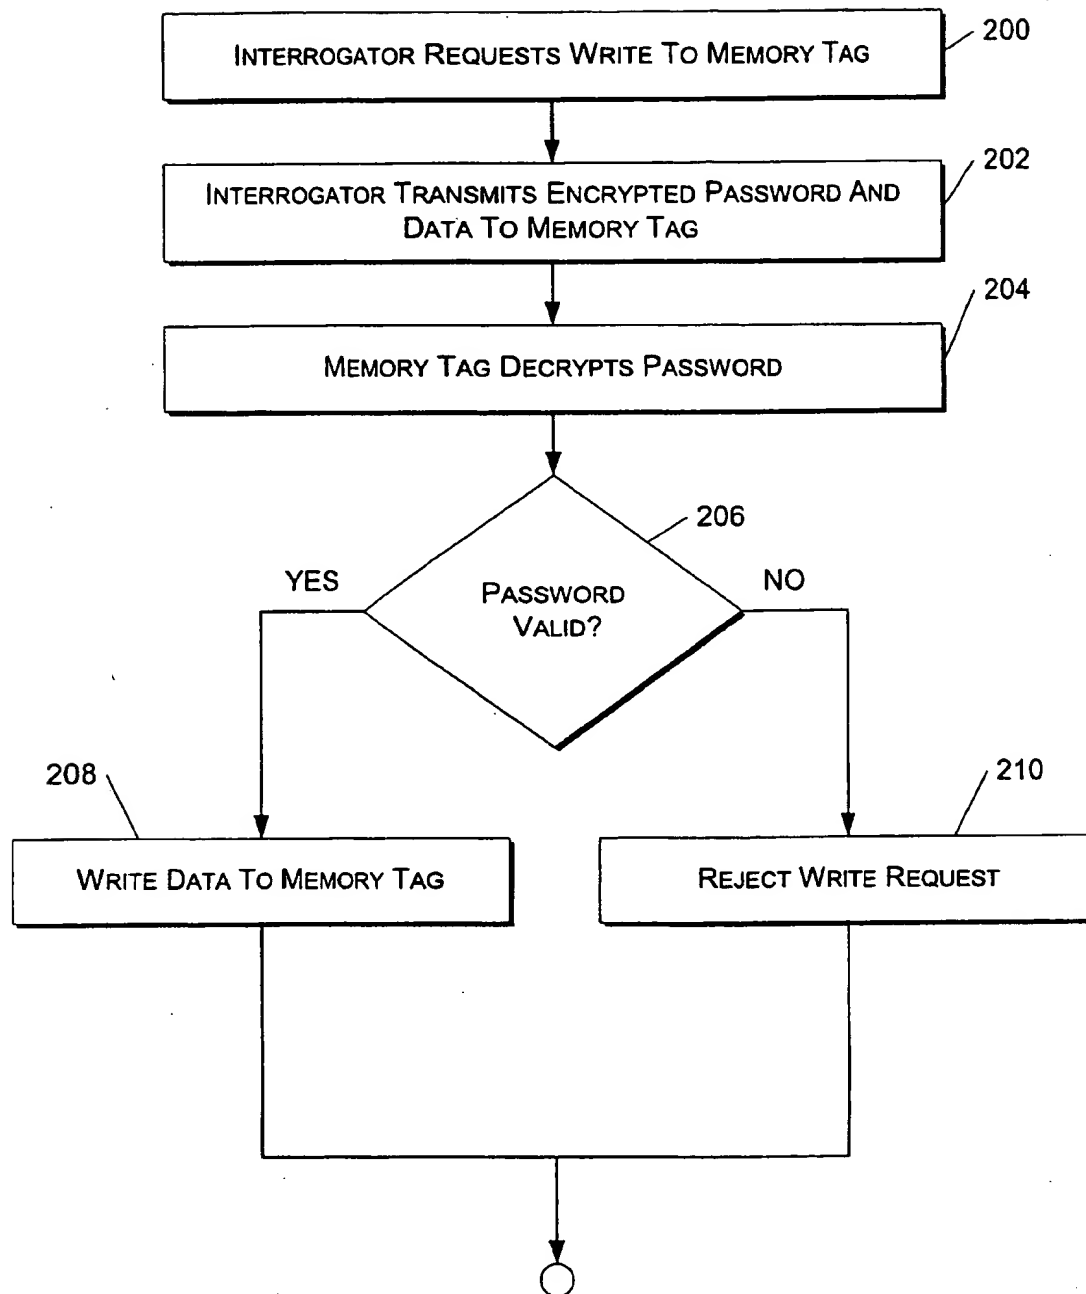 INTERROGATOR REQUESTS WRITE TO MEMORY TAG
200
INTERROGATOR TRANSMITS ENCRYPTED PASSWORD AND
DATA TO MEMORY TAG
202
MEMORY TAG DECRYPTS PASSWORD
204
PASSWORD
VALID?
206
YES
NO
208
WRITE DATA TO MEMORY TAG
210
REJECT WRITE REQUEST